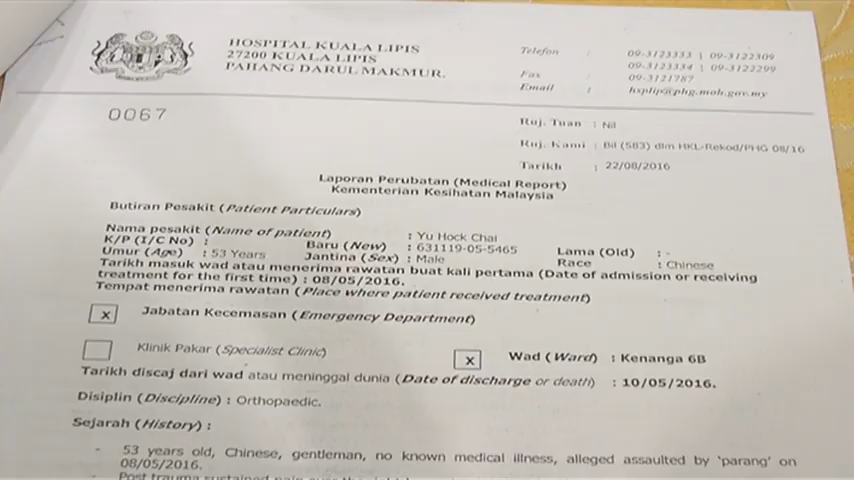 HOSPITAL KUALA LIPIS
27200 KUALA LIPIS
PAHANG DARUL MAKMUR.
Telefon : 09-3123333 | 09-3122309
09-3123334 | 09-3122299
Fax : 09-3121787
Email : hxplip@phg.moh.gov.my
0067
Ruj. Tuan : Nil
Ruj. Kami : Bil (583) dlm HKL-Rekod/PHG 08/16
Tarikh : 22/08/2016
Laporan Perubatan (Medical Report)
Kementerian Kesihatan Malaysia
Butiran Pesakit (Patient Particulars)
Nama pesakit (Name of patient) : Yu Hock Chai
K/P (I/C No) : Baru (New) : 631119-05-5465 Lama (Old) : -
Umur (Age) : 53 Years Jantina (Sex) : Male Race : Chinese
Tarikh masuk wad atau menerima rawatan buat kali pertama (Date of admission or receiving
treatment for the first time) : 08/05/2016.
Tempat menerima rawatan (Place where patient received treatment)
x Jabatan Kecemasan (Emergency Department)
Klinik Pakar (Specialist Clinic) x Wad (Ward) : Kenanga 6B
Tarikh discaj dari wad atau meninggal dunia (Date of discharge or death) : 10/05/2016.
Disiplin (Discipline) : Orthopaedic.
Sejarah (History) :
- 53 years old, Chinese, gentleman, no known medical illness, alleged assaulted by 'parang' on
08/05/2016.
- Post trauma sustained pain over the